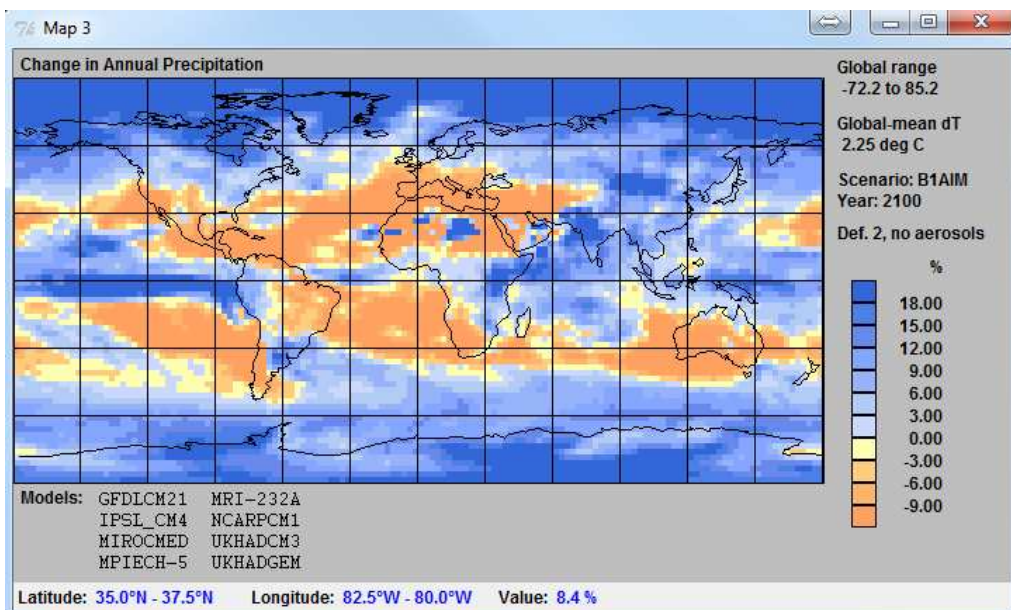 Map 3
Change in Annual Precipitation
Global range
-72.2 to 85.2
Global-mean dT
2.25 deg C
Scenario: B1AIM
Year: 2100
Def. 2, no aerosols
%
18.00
15.00
12.00
9.00
6.00
3.00
0.00
-3.00
-6.00
-9.00
Models: GFDLCM21 MRI-232A
IPSL_CM4 NCARPCM1
MIROCMED UKHADCM3
MPIECH-5 UKHADGEM
Latitude: 35.0°N - 37.5°N Longitude: 82.5°W - 80.0°W Value: 8.4 %